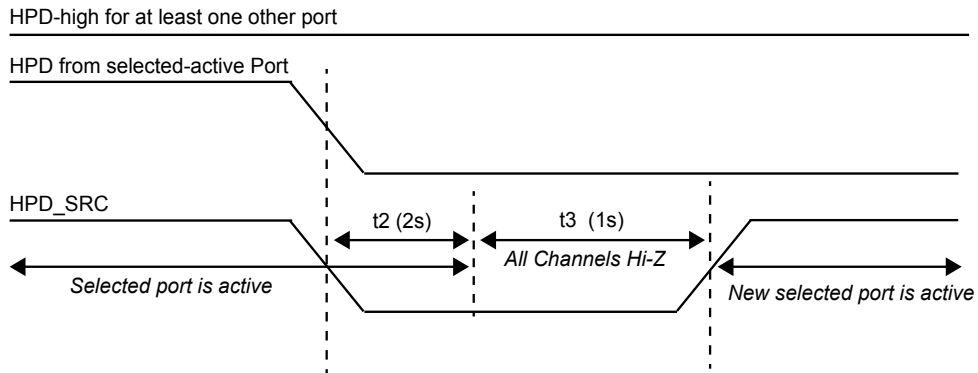 HPD-high for at least one other port
HPD from selected-active Port
HPD_SRC
t2 (2s)
t3 (1s)
All Channels Hi-Z
Selected port is active
New selected port is active